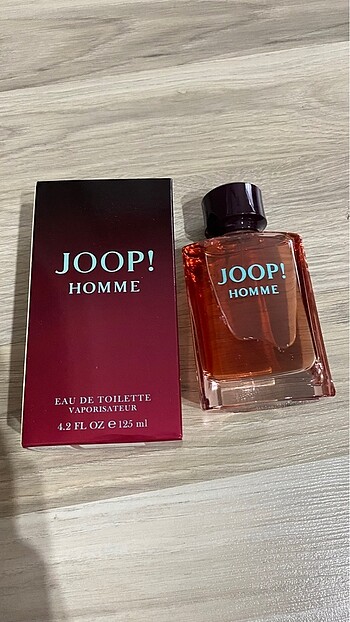 JOOP!
HOMME
EAU DE TOILETTE
VAPORISATEUR
4.2 FL OZ ℮ 125 ml
JOOP!
HOMME